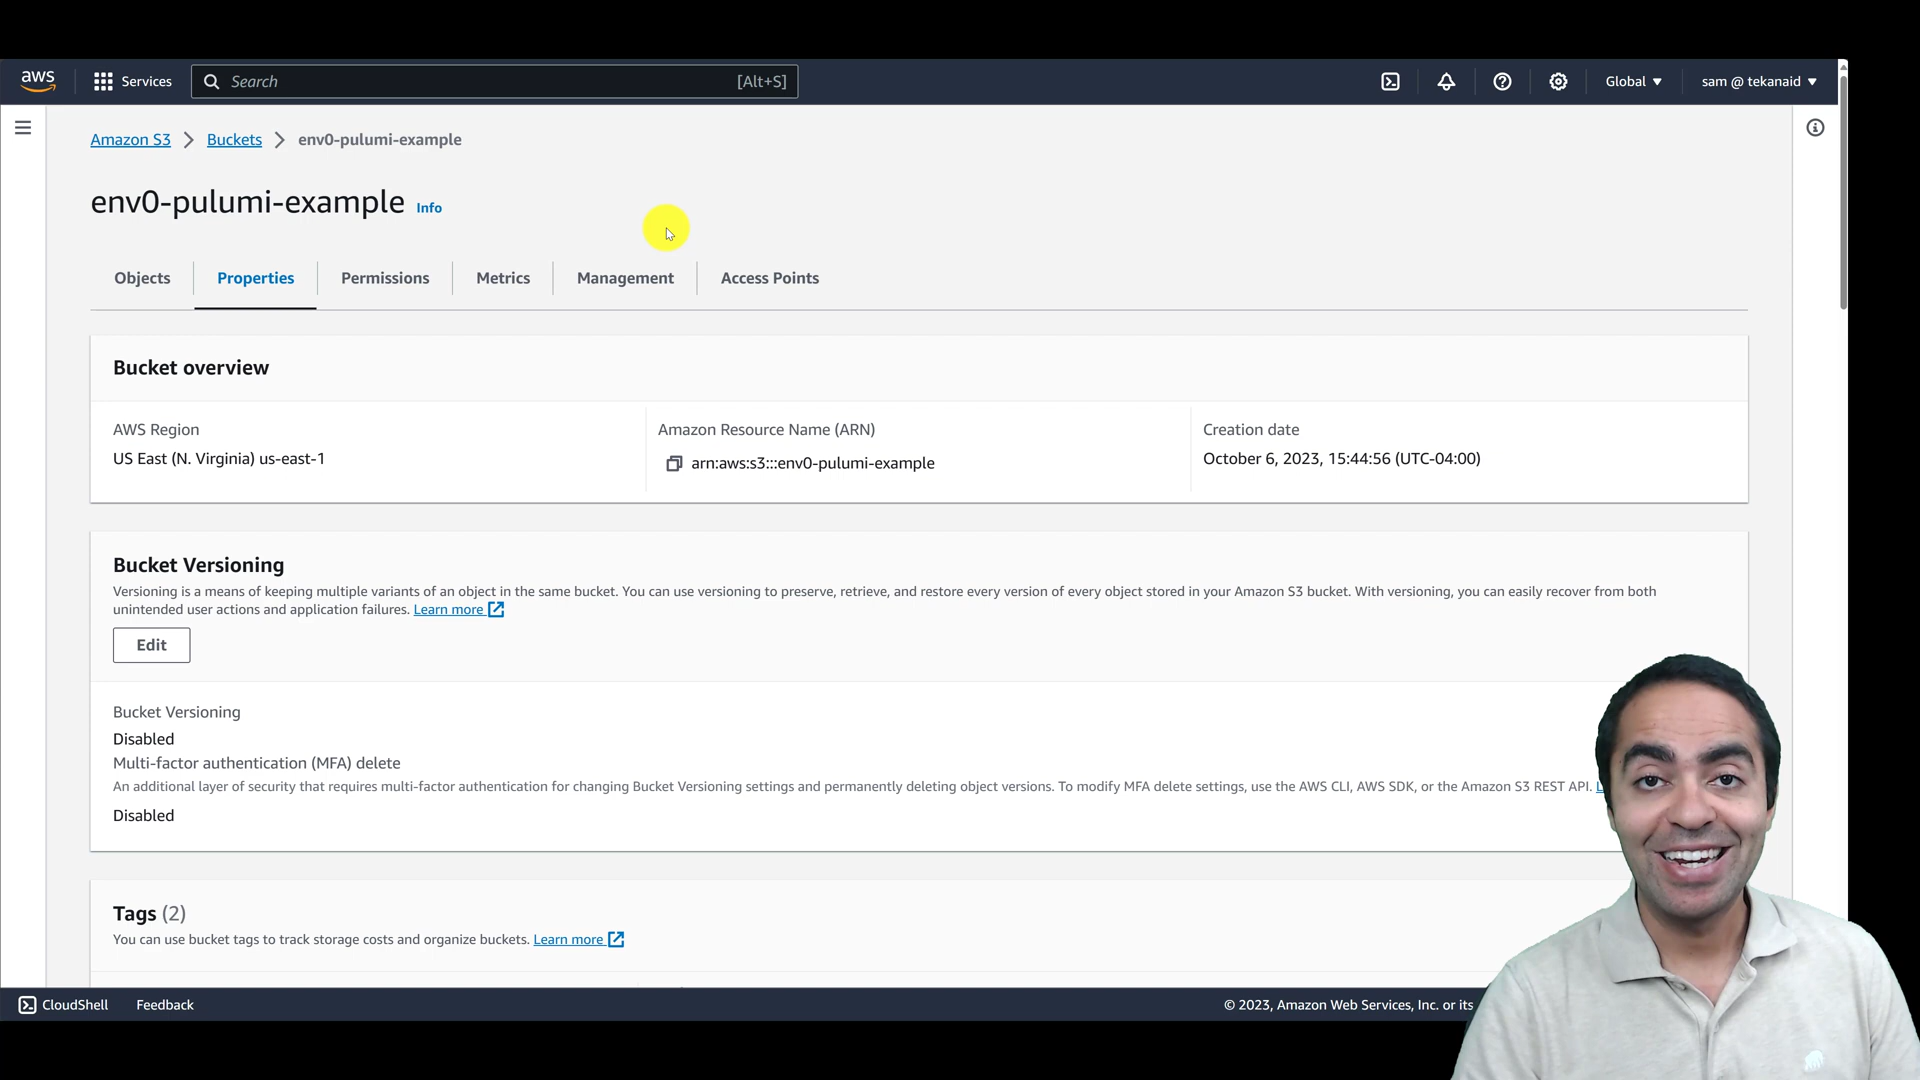 aws
Services
Search
[Alt+S]
Global
sam @ tekanaid
Amazon S3
Buckets
env0-pulumi-example
env0-pulumi-example
Info
Objects
Properties
Permissions
Metrics
Management
Access Points
Bucket overview
AWS Region
US East (N. Virginia) us-east-1
Amazon Resource Name (ARN)
arn:aws:s3:::env0-pulumi-example
Creation date
October 6, 2023, 15:44:56 (UTC-04:00)
Bucket Versioning
Versioning is a means of keeping multiple variants of an object in the same bucket. You can use versioning to preserve, retrieve, and restore every version of every object stored in your Amazon S3 bucket. With versioning, you can easily recover from both
unintended user actions and application failures. Learn more
Edit
Bucket Versioning
Disabled
Multi-factor authentication (MFA) delete
An additional layer of security that requires multi-factor authentication for changing Bucket Versioning settings and permanently deleting object versions. To modify MFA delete settings, use the AWS CLI, AWS SDK, or the Amazon S3 REST API.
Disabled
Tags (2)
You can use bucket tags to track storage costs and organize buckets. Learn more
CloudShell
Feedback
© 2023, Amazon Web Services, Inc. or its